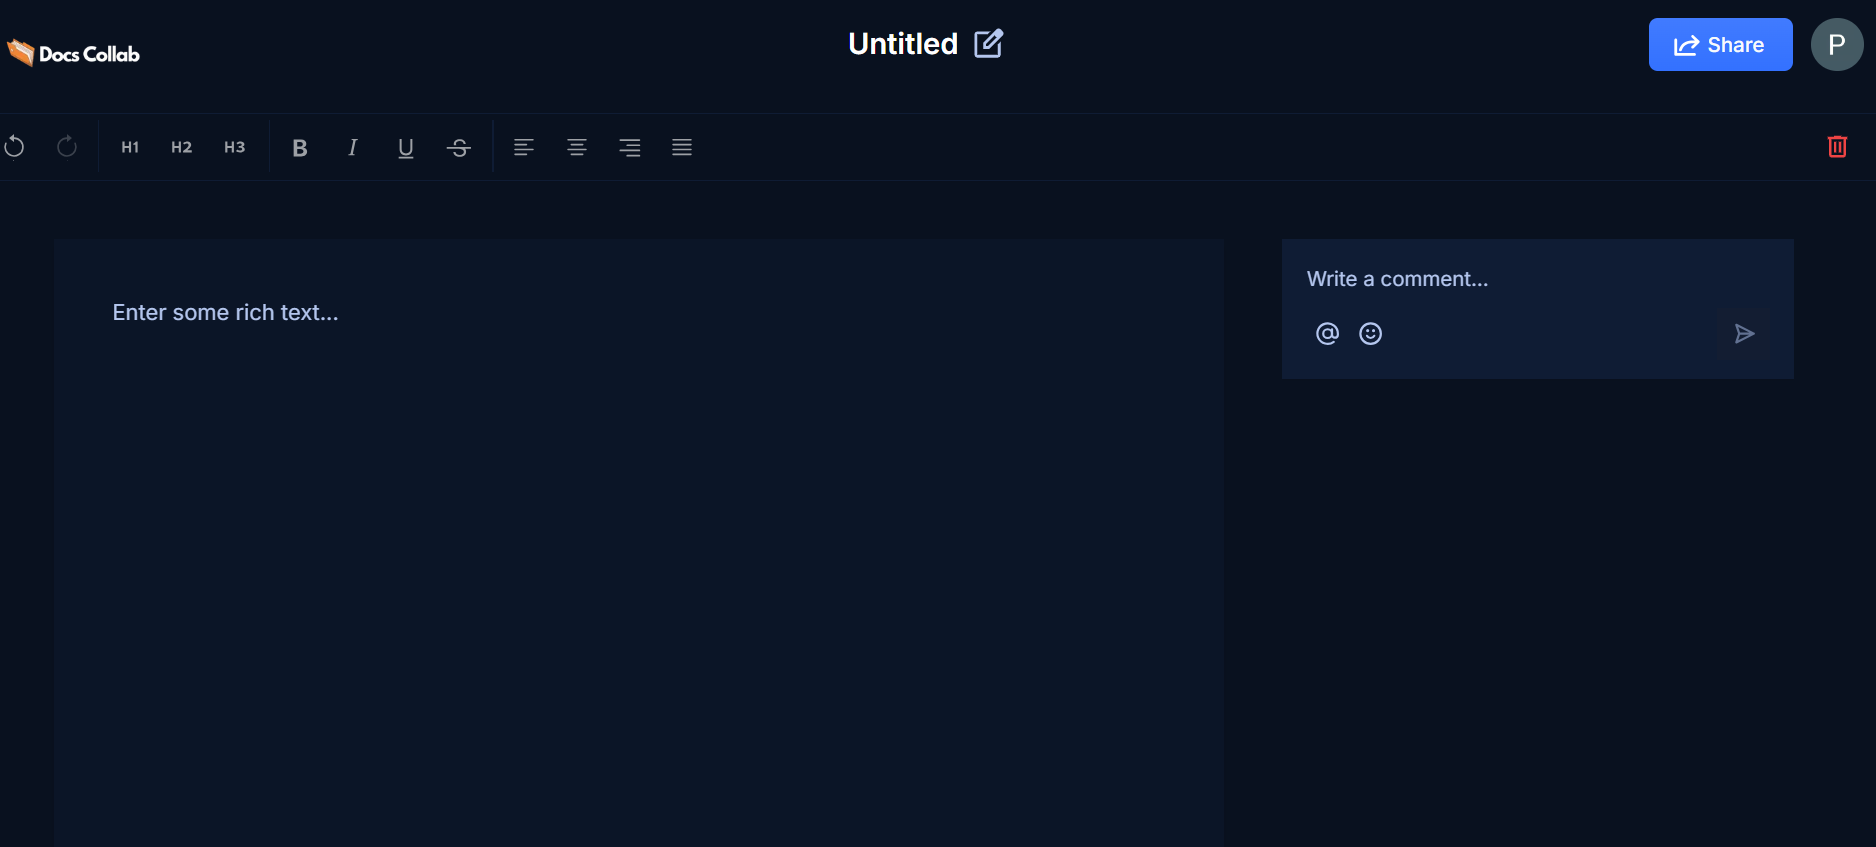 Docs Collab
Untitled
Share
P
H1 H2 H3 B I U S
Enter some rich text...
Write a comment...
@